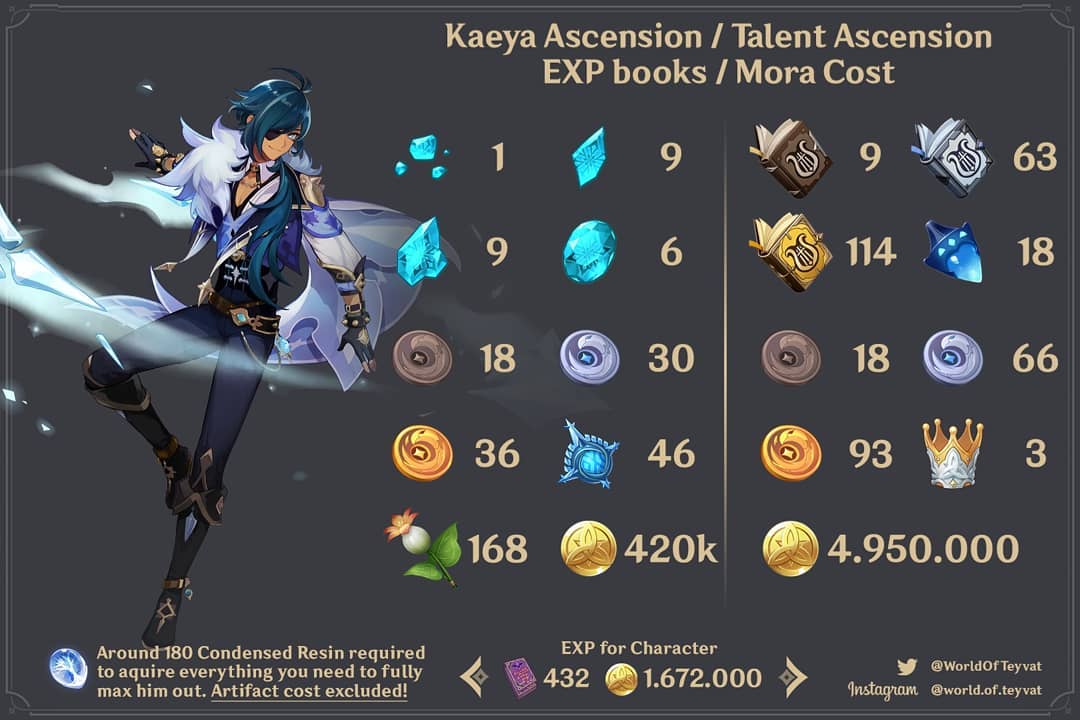 Kaeya Ascension / Talent Ascension
EXP books / Mora Cost
1 9
9 6
18 30
36 46
168 420k
9 63
114 18
18 66
93 3
4.950.000
Around 180 Condensed Resin required
to aquire everything you need to fully
max him out. Artifact cost excluded!
EXP for Character
432 1.672.000
@WorldOfTeyvat
Instagram @world.of.teyvat